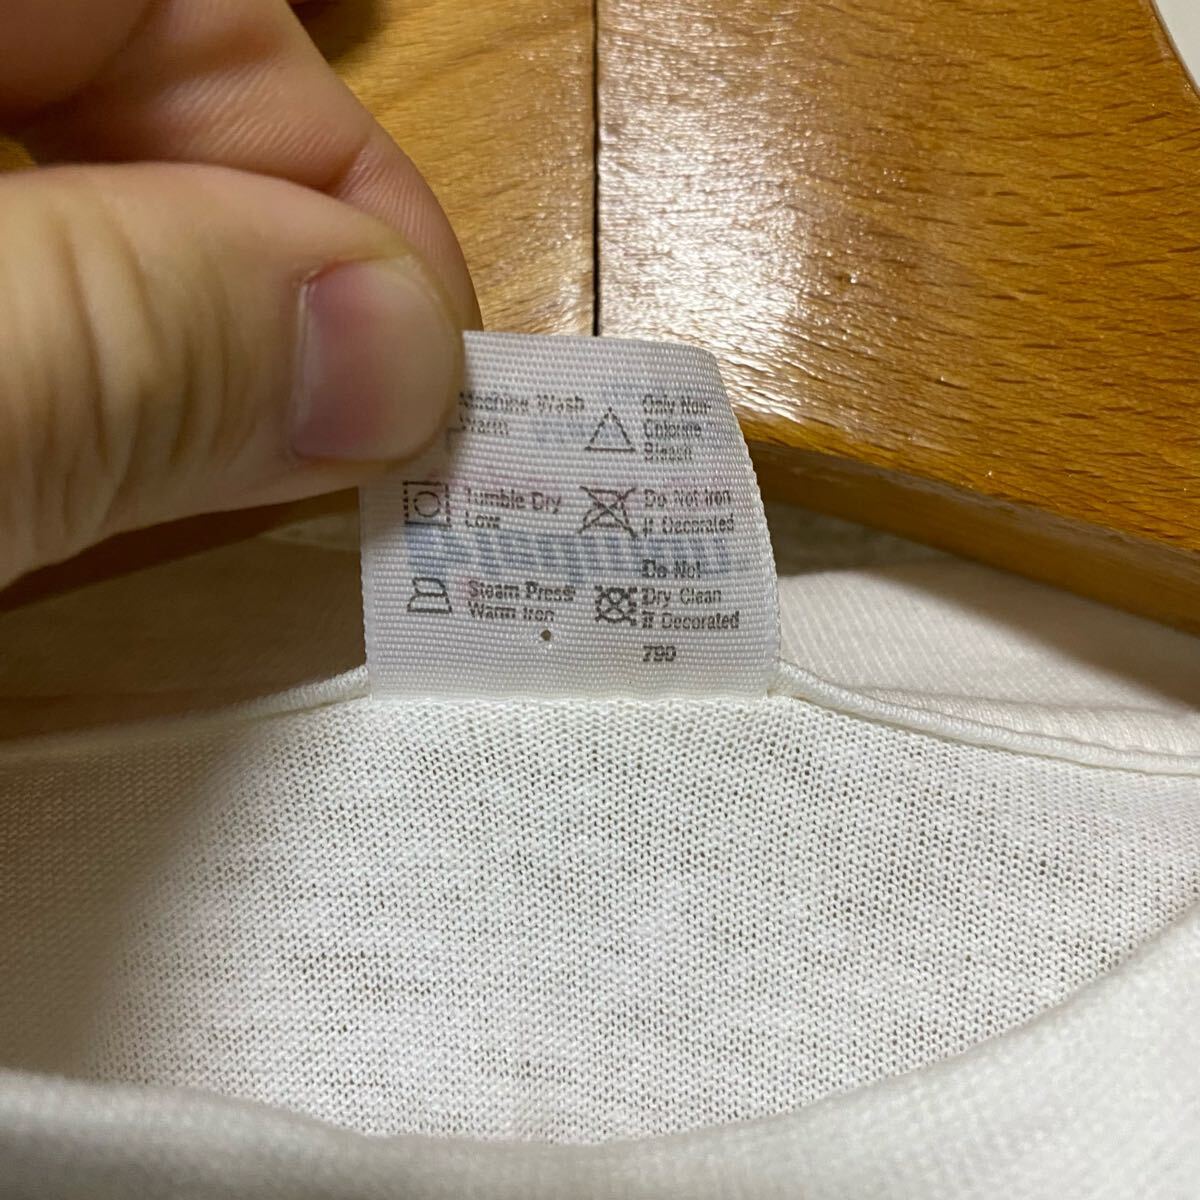 Machine Wash
Warm
Only Non-
Chlorine
Bleach
Tumble Dry
Low
Do Not Iron
If Decorated
Steam Press
Warm Iron
Do Not
Dry Clean
If Decorated
790